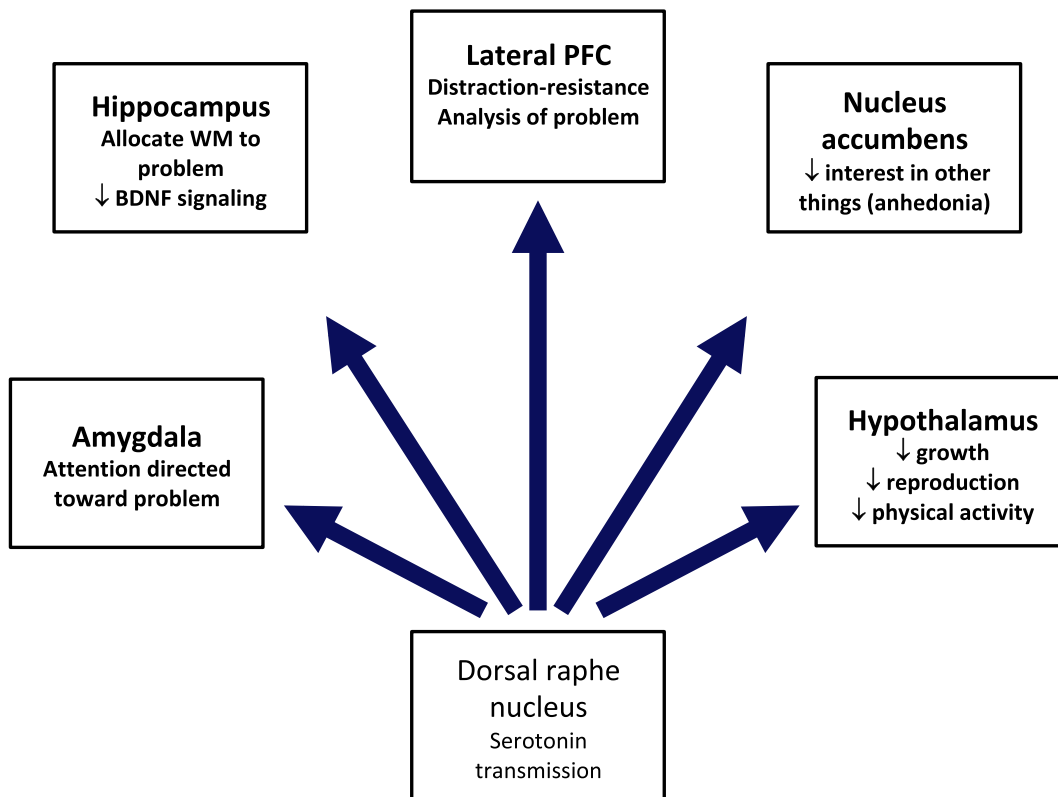 Lateral PFC
Distraction-resistance
Analysis of problem
Hippocampus
Allocate WM to
problem
↓ BDNF signaling
Nucleus
accumbens
↓ interest in other
things (anhedonia)
Amygdala
Attention directed
toward problem
Hypothalamus
↓ growth
↓ reproduction
↓ physical activity
Dorsal raphe
nucleus
Serotonin
transmission